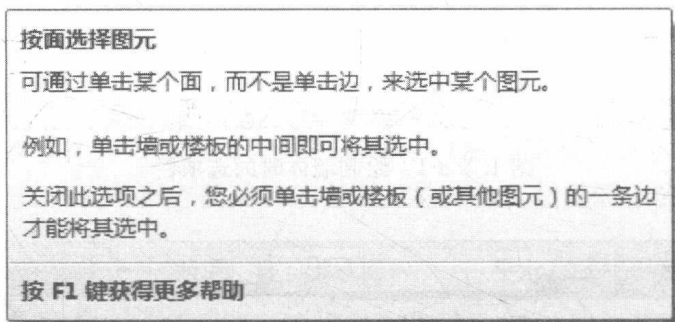 按面选择图元
可通过单击某个面，而不是单击边，来选中某个图元。
例如，单击墙或楼板的中间即可将其选中。
关闭此选项之后，您必须单击墙或楼板（或其他图元）的一条边
才能将其选中。
按 F1 键获得更多帮助